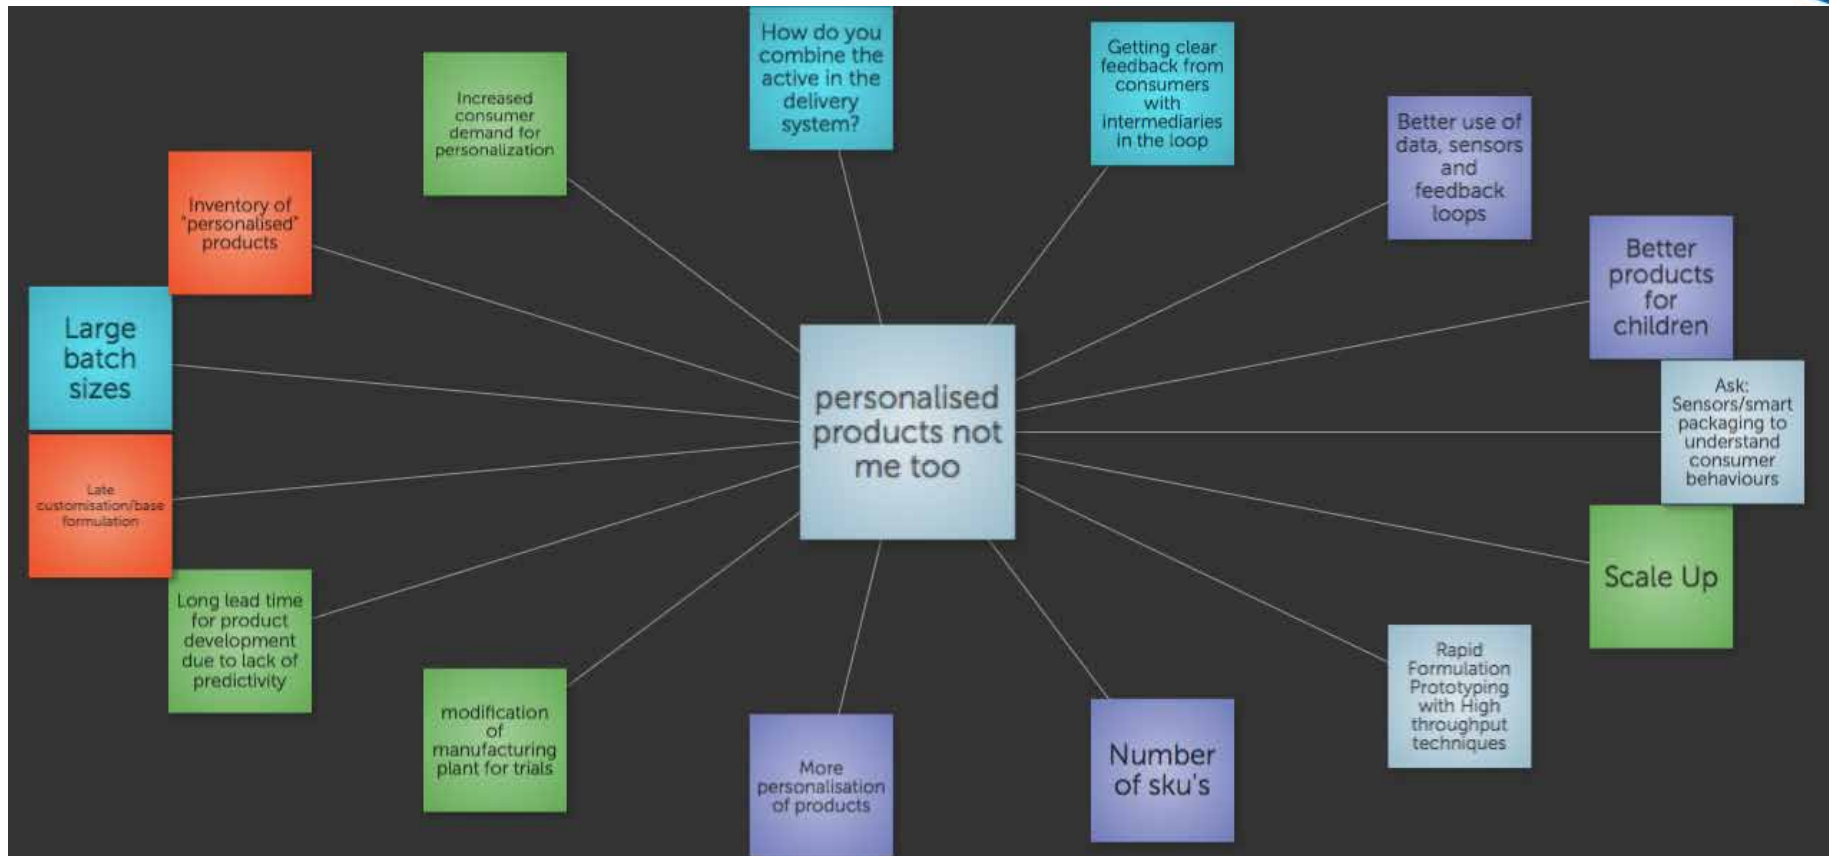 How do you
combine the
active in the
delivery
system?
Getting clear
feedback from
consumers
with
intermediaries
in the loop
Increased
consumer
demand for
personalization
Better use of
data, sensors
and
feedback
loops
Inventory of
"personalised"
products
Better
products
for
children
Large
batch
sizes
personalised
products not
me too
Ask:
Sensors/smart
packaging to
understand
consumer
behaviours
Late
customisation/base
formulation
Scale Up
Long lead time
for product
development
due to lack of
predictivity
Rapid
Formulation
Prototyping
with High
throughput
techniques
modification
of
manufacturing
plant for trials
More
personalisation
of products
Number
of sku's